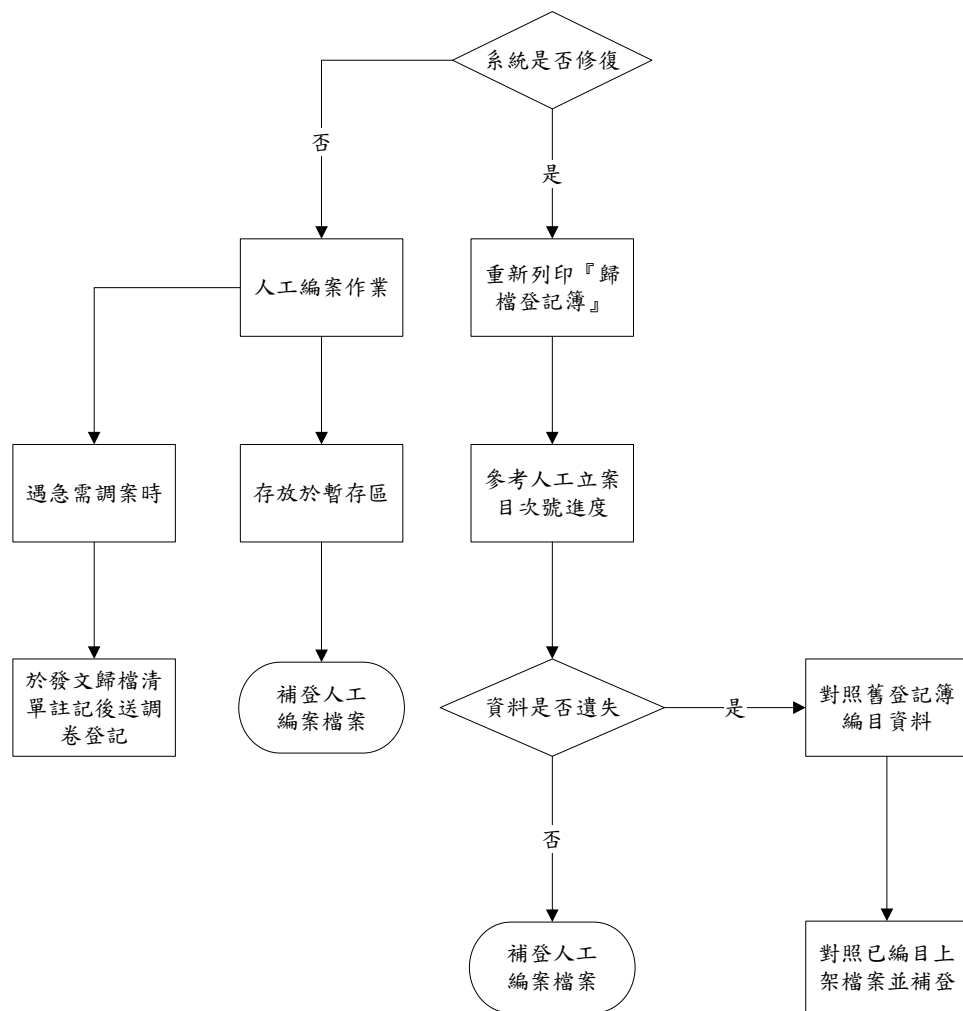 系統是否修復
否
是
人工編案作業
重新列印『歸
檔登記簿』
遇急需調案時
存放於暫存區
參考人工立案
目次號進度
於發文歸檔清
單註記後送調
卷登記
補登人工
編案檔案
資料是否遺失
是
對照舊登記簿
編目資料
否
補登人工
編案檔案
對照已編目上
架檔案並補登